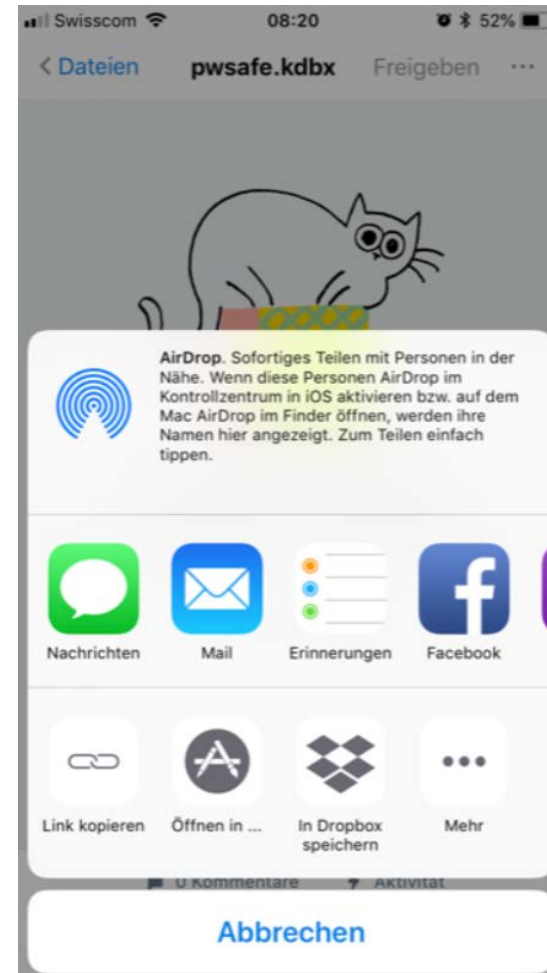 Swisscom 08:20 52%
< Dateien pwsafe.kdbx Freigeben ...
AirDrop. Sofortiges Teilen mit Personen in der
Nähe. Wenn diese Personen AirDrop im
Kontrollzentrum in iOS aktivieren bzw. auf dem
Mac AirDrop im Finder öffnen, werden ihre
Namen hier angezeigt. Zum Teilen einfach
tippen.
Nachrichten Mail Erinnerungen Facebook
Link kopieren Öffnen in ... In Dropbox Mehr
speichern
0 Kommentare Aktivität
Abbrechen